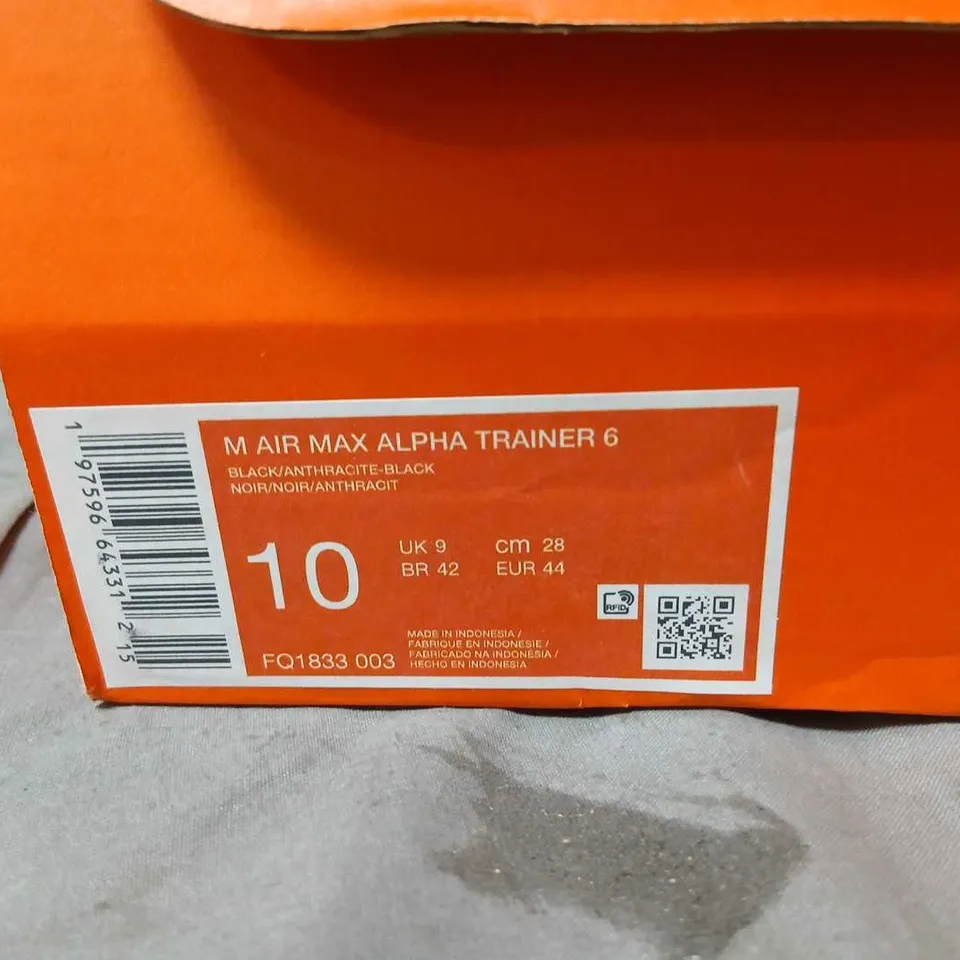 M AIR MAX ALPHA TRAINER 6
BLACK/ANTHRACITE-BLACK
NOIR/NOIR/ANTHRACIT
10
UK 9 cm 28
BR 42 EUR 44
RFID
MADE IN INDONESIA /
FABRIQUE EN INDONESIE /
FABRICADO NA INDONESIA /
HECHO EN INDONESIA
FQ1833 003
1 97596 64331 2 15